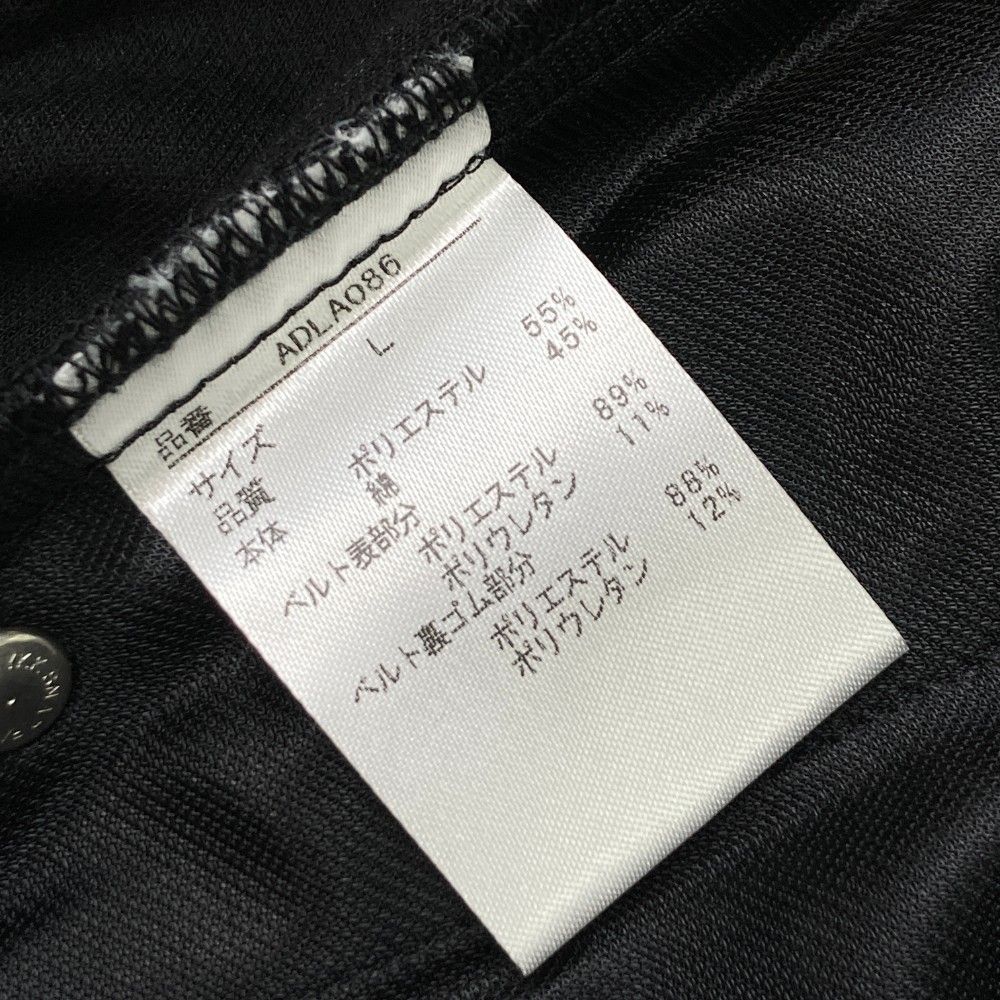 品番 ADLA086
サイズ L
品質
本体 ポリエステル 55%
綿 45%
ベルト表部分
ポリエステル 89%
ポリウレタン 11%
ベルト裏ゴム部分
ポリエステル 88%
ポリウレタン 12%
YKK SN